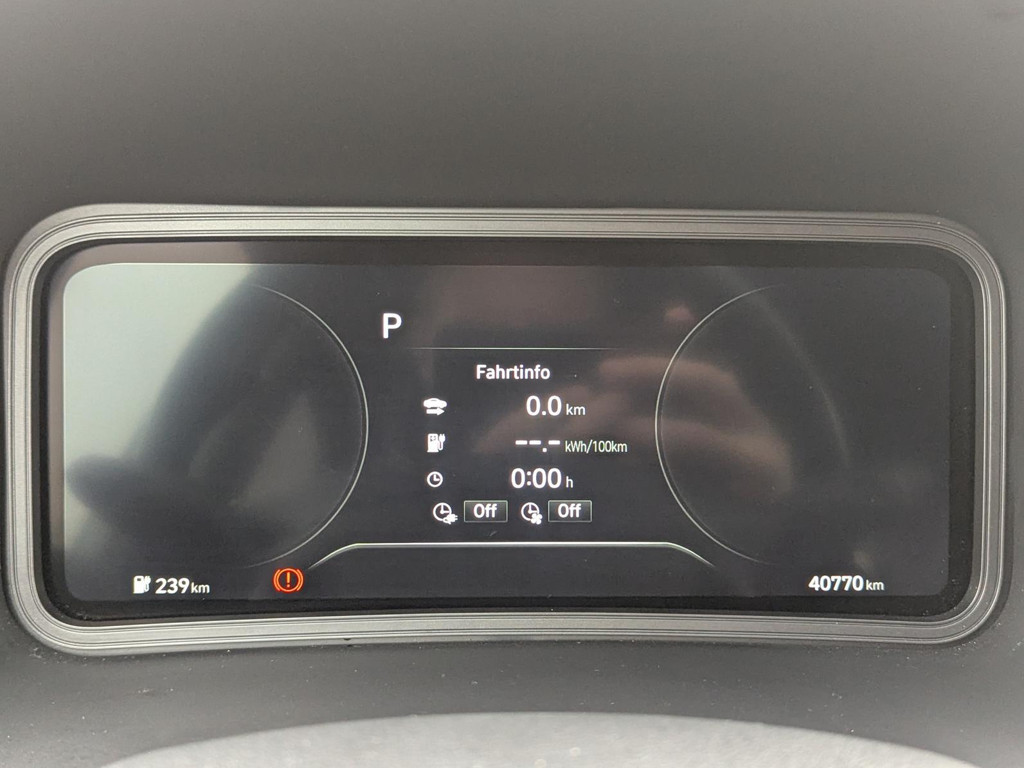 P
Fahrtinfo
0.0 km
--.- kWh/100km
0:00 h
Off Off
239 km
40770 km